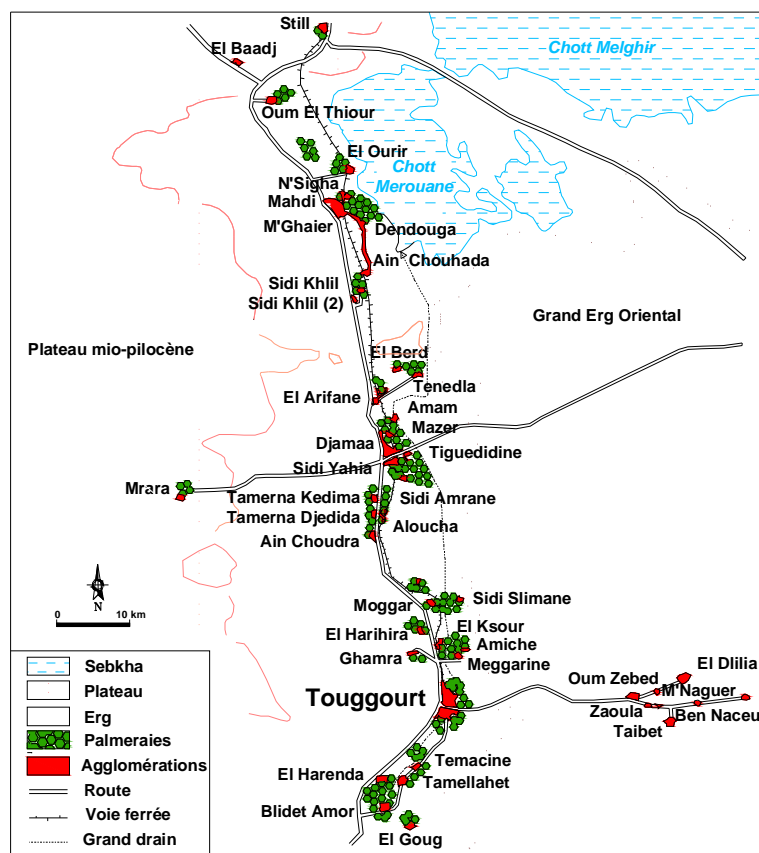 Still
El Baadj
Chott Melghir
Oum El Thiour
El Ourir
Chott
Merouane
N'Sigha
Mahdi
M'Ghaier
Dendouga
Ain Chouhada
Sidi Khlil
Sidi Khlil (2)
Grand Erg Oriental
Plateau mio-pilocène
El Berd
Tenedla
El Arifane
Amam
Mazer
Djamaa
Tiguedidine
Sidi Yahia
Mrara
Tamerna Kedima
Sidi Amrane
Tamerna Djedida
Aloucha
Ain Choudra
N
0 10 km
Moggar
Sidi Slimane
El Harihira
El Ksour
Amiche
Ghamra
Meggarine
El Dlilia
Oum Zebed
M'Naguer
Touggourt
Zaoula
Ben Naceu
Taibet
Temacine
El Harenda
Tamellahet
Blidet Amor
El Goug
Sebkha
Plateau
Erg
Palmeraies
Agglomérations
Route
Voie ferrée
Grand drain